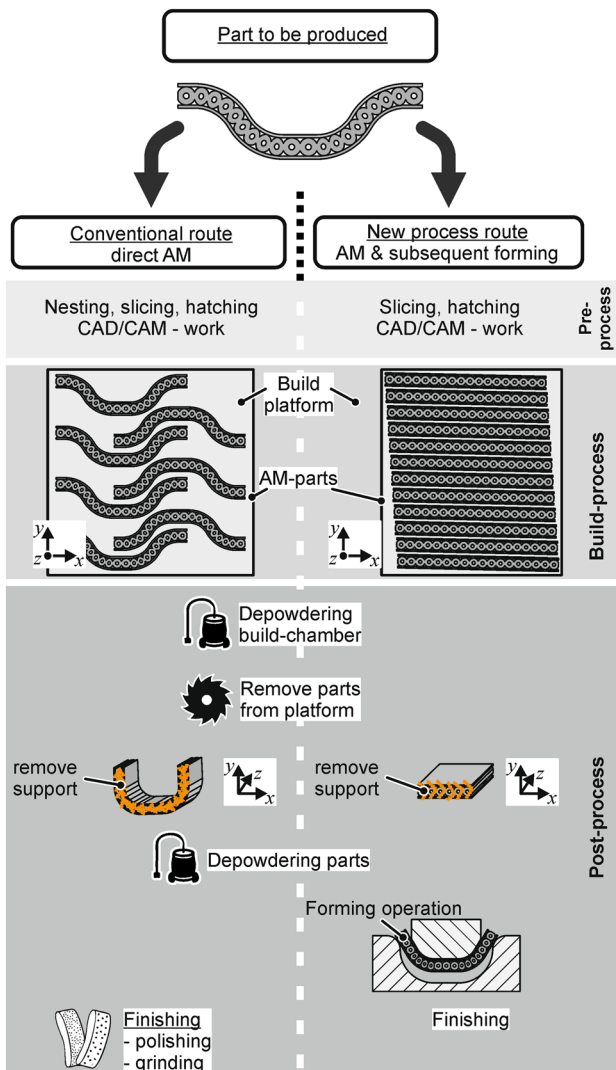 Part to be produced
Conventional route
direct AM
New process route
AM & subsequent forming
Nesting, slicing, hatching
CAD/CAM - work
Slicing, hatching
CAD/CAM - work
Pre-
process
Build
platform
AM-parts
y
z
x
y
z
x
Build-process
Depowdering
build-chamber
Remove parts
from platform
remove
support
y
z
x
remove
support
y
z
x
Depowdering parts
Post-process
Forming operation
Finishing
- polishing
- grinding
Finishing